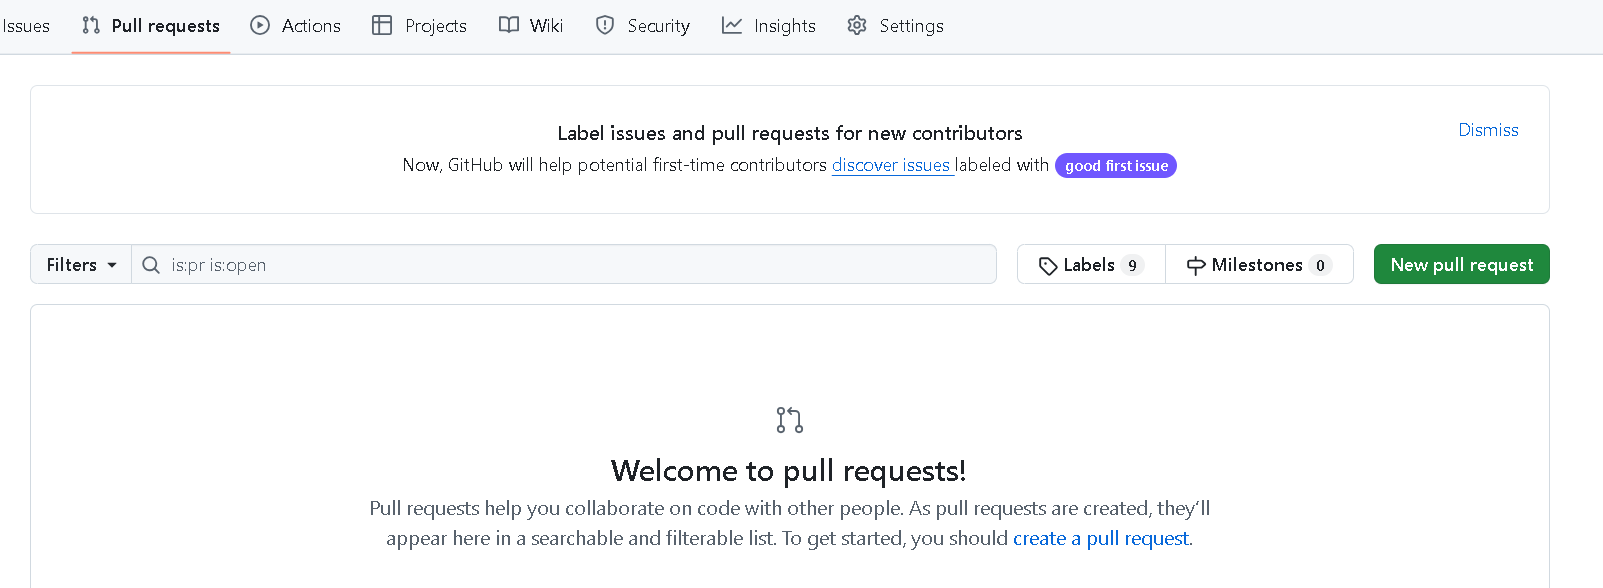 Issues Pull requests Actions Projects Wiki Security Insights Settings
Label issues and pull requests for new contributors
Dismiss
Now, GitHub will help potential first-time contributors discover issues labeled with good first issue
Filters is:pr is:open Labels 9 Milestones 0 New pull request
Welcome to pull requests!
Pull requests help you collaborate on code with other people. As pull requests are created, they’ll
appear here in a searchable and filterable list. To get started, you should create a pull request.